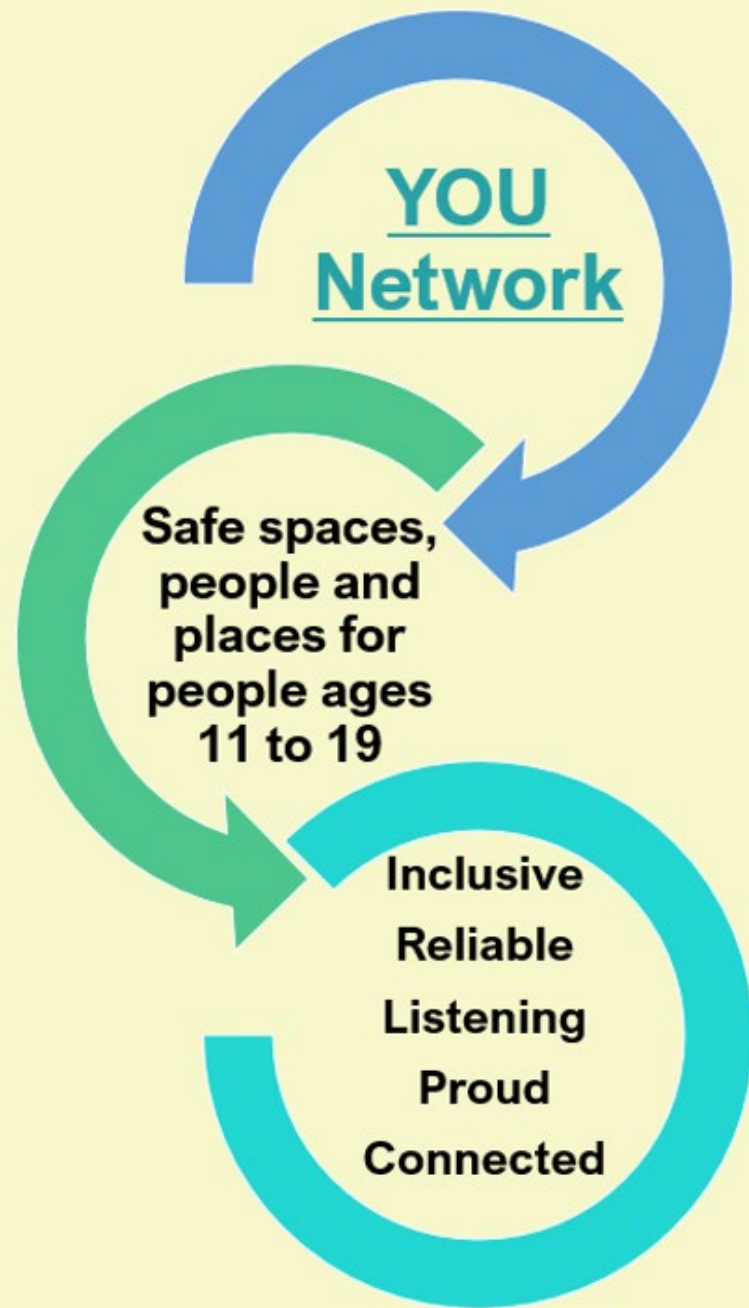 YOU
Network
Safe spaces,
people and
places for
people ages
11 to 19
Inclusive
Reliable
Listening
Proud
Connected